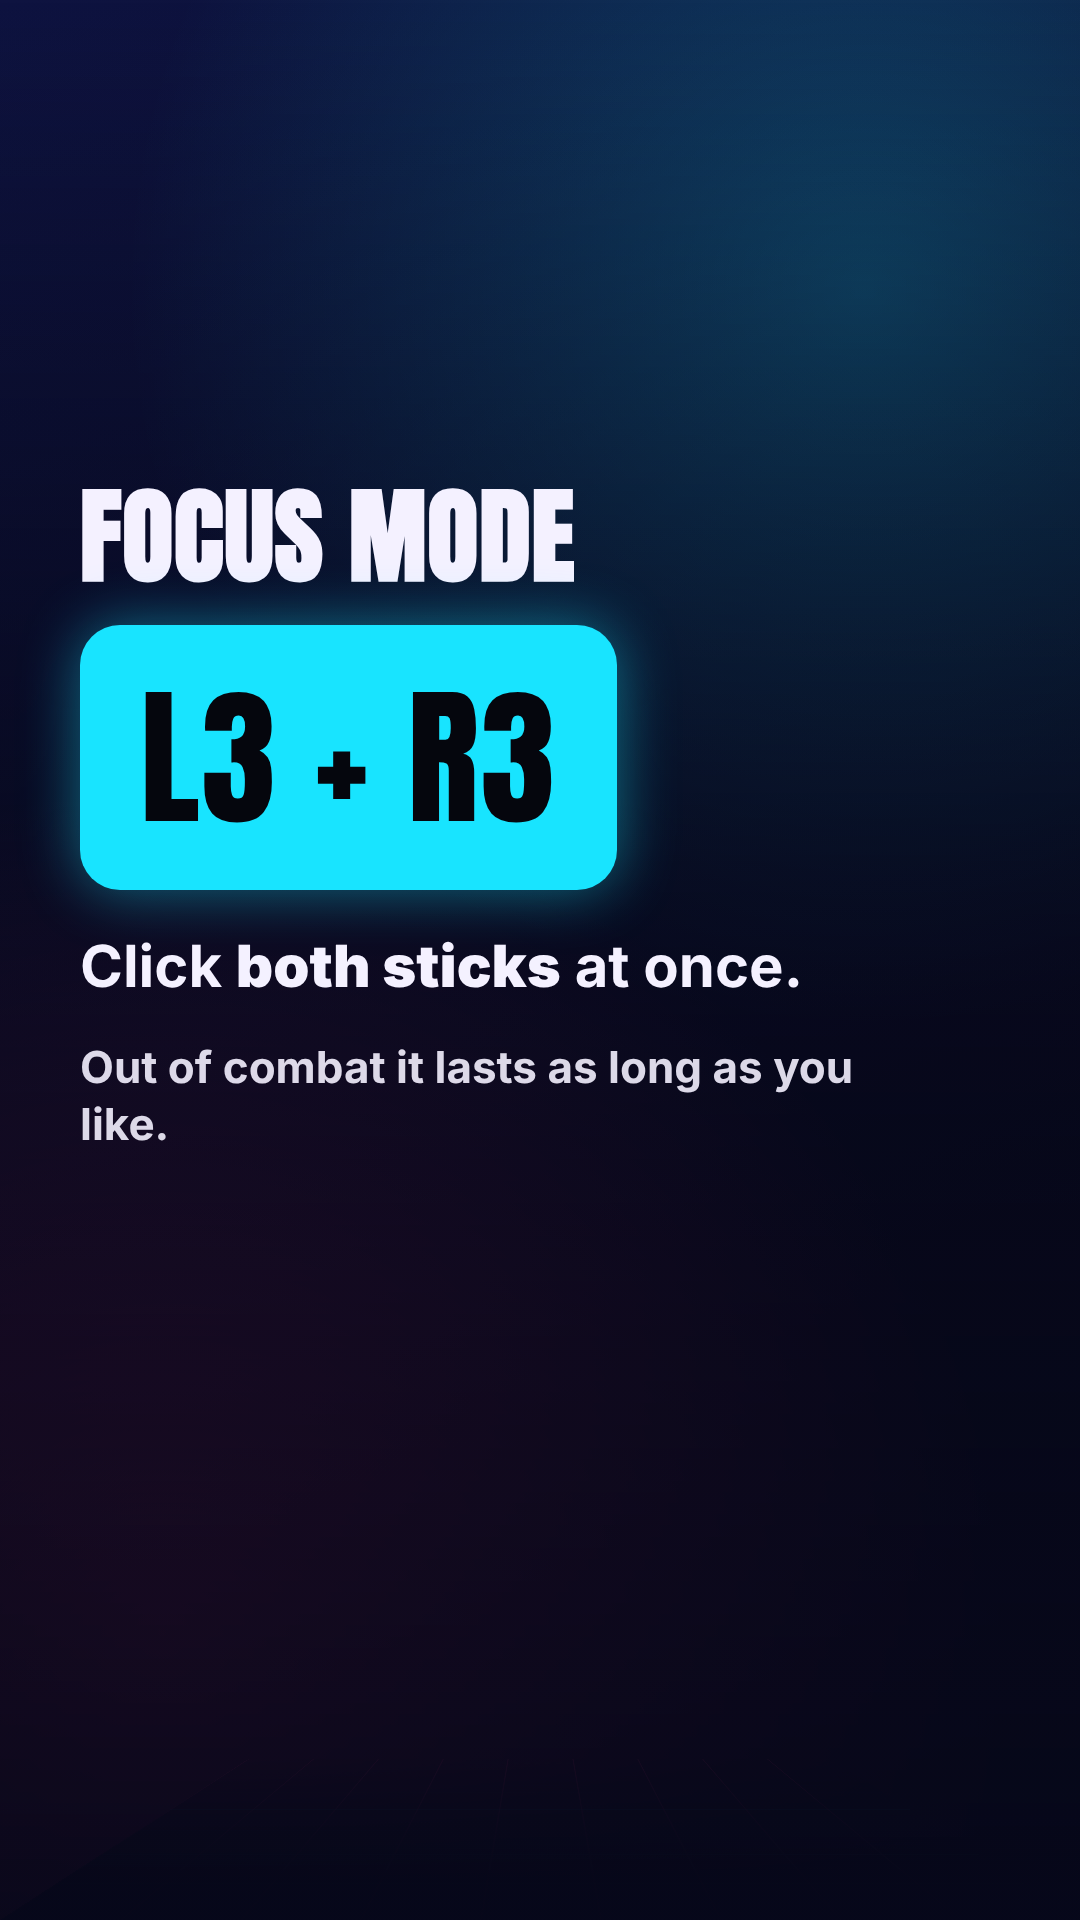 FOCUS MODE
L3 + R3
Click both sticks at once.
Out of combat it lasts as long as you
like.